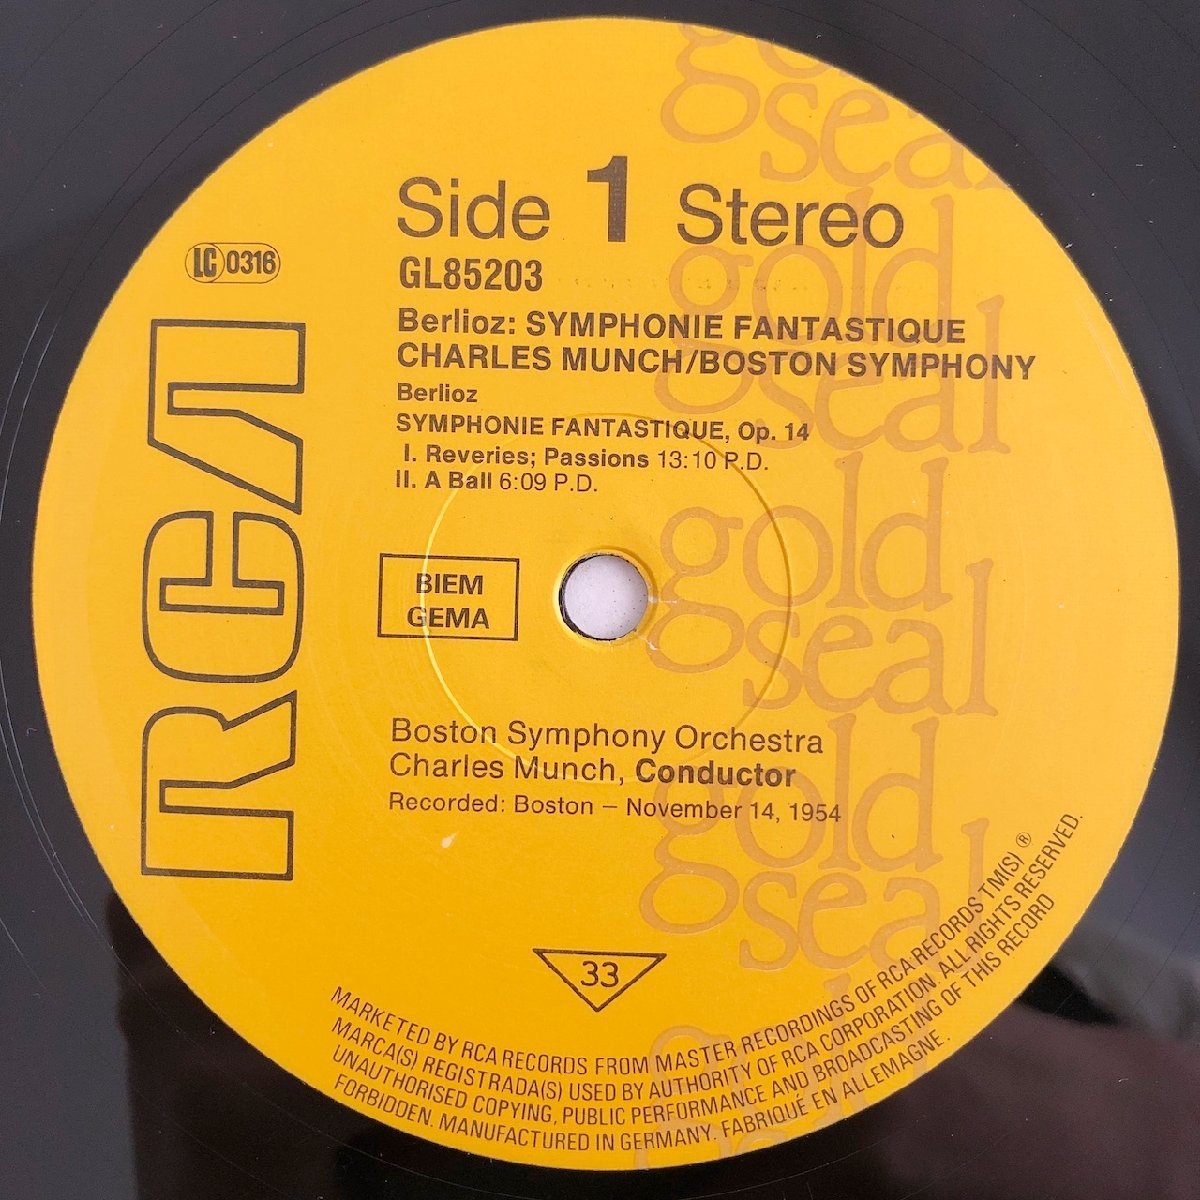 Side 1 Stereo
GL85203
LC 0316
Berlioz: SYMPHONIE FANTASTIQUE
CHARLES MUNCH/BOSTON SYMPHONY
Berlioz
SYMPHONIE FANTASTIQUE, Op. 14
I. Reveries; Passions 13:10 P.D.
II. A Ball 6:09 P.D.
RCA
BIEM
GEMA
Boston Symphony Orchestra
Charles Munch, Conductor
Recorded: Boston – November 14, 1954
33
MARKETED BY RCA RECORDS FROM MASTER RECORDINGS OF RCA RECORDS TM(S) ®
MARCA(S) REGISTRADA(S) USED BY AUTHORITY OF RCA CORPORATION. ALL RIGHTS RESERVED.
UNAUTHORISED COPYING, PUBLIC PERFORMANCE AND BROADCASTING OF THIS RECORD
FORBIDDEN. MANUFACTURED IN GERMANY. FABRIQUÉ EN ALLEMAGNE.
gold
seal
gold
seal
gold
seal
gold
seal